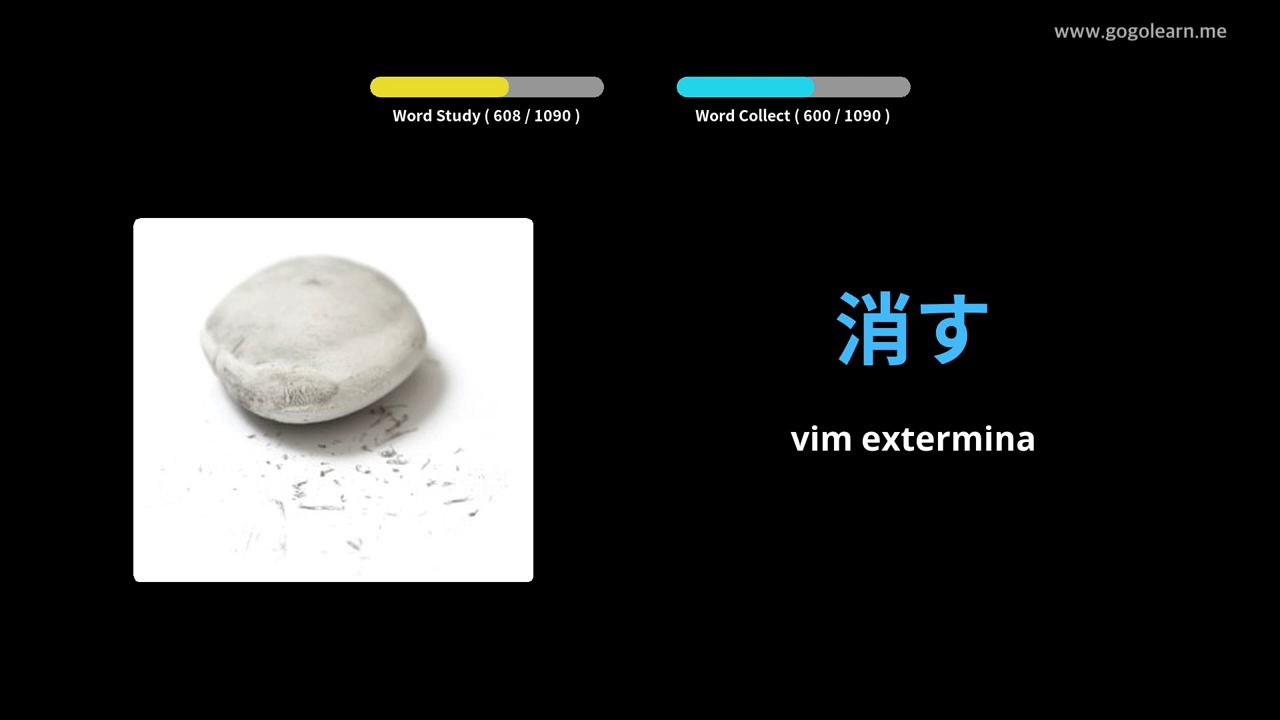 www.gogolearn.me
Word Study ( 608 / 1090 )
Word Collect ( 600 / 1090 )
消す
vim extermina